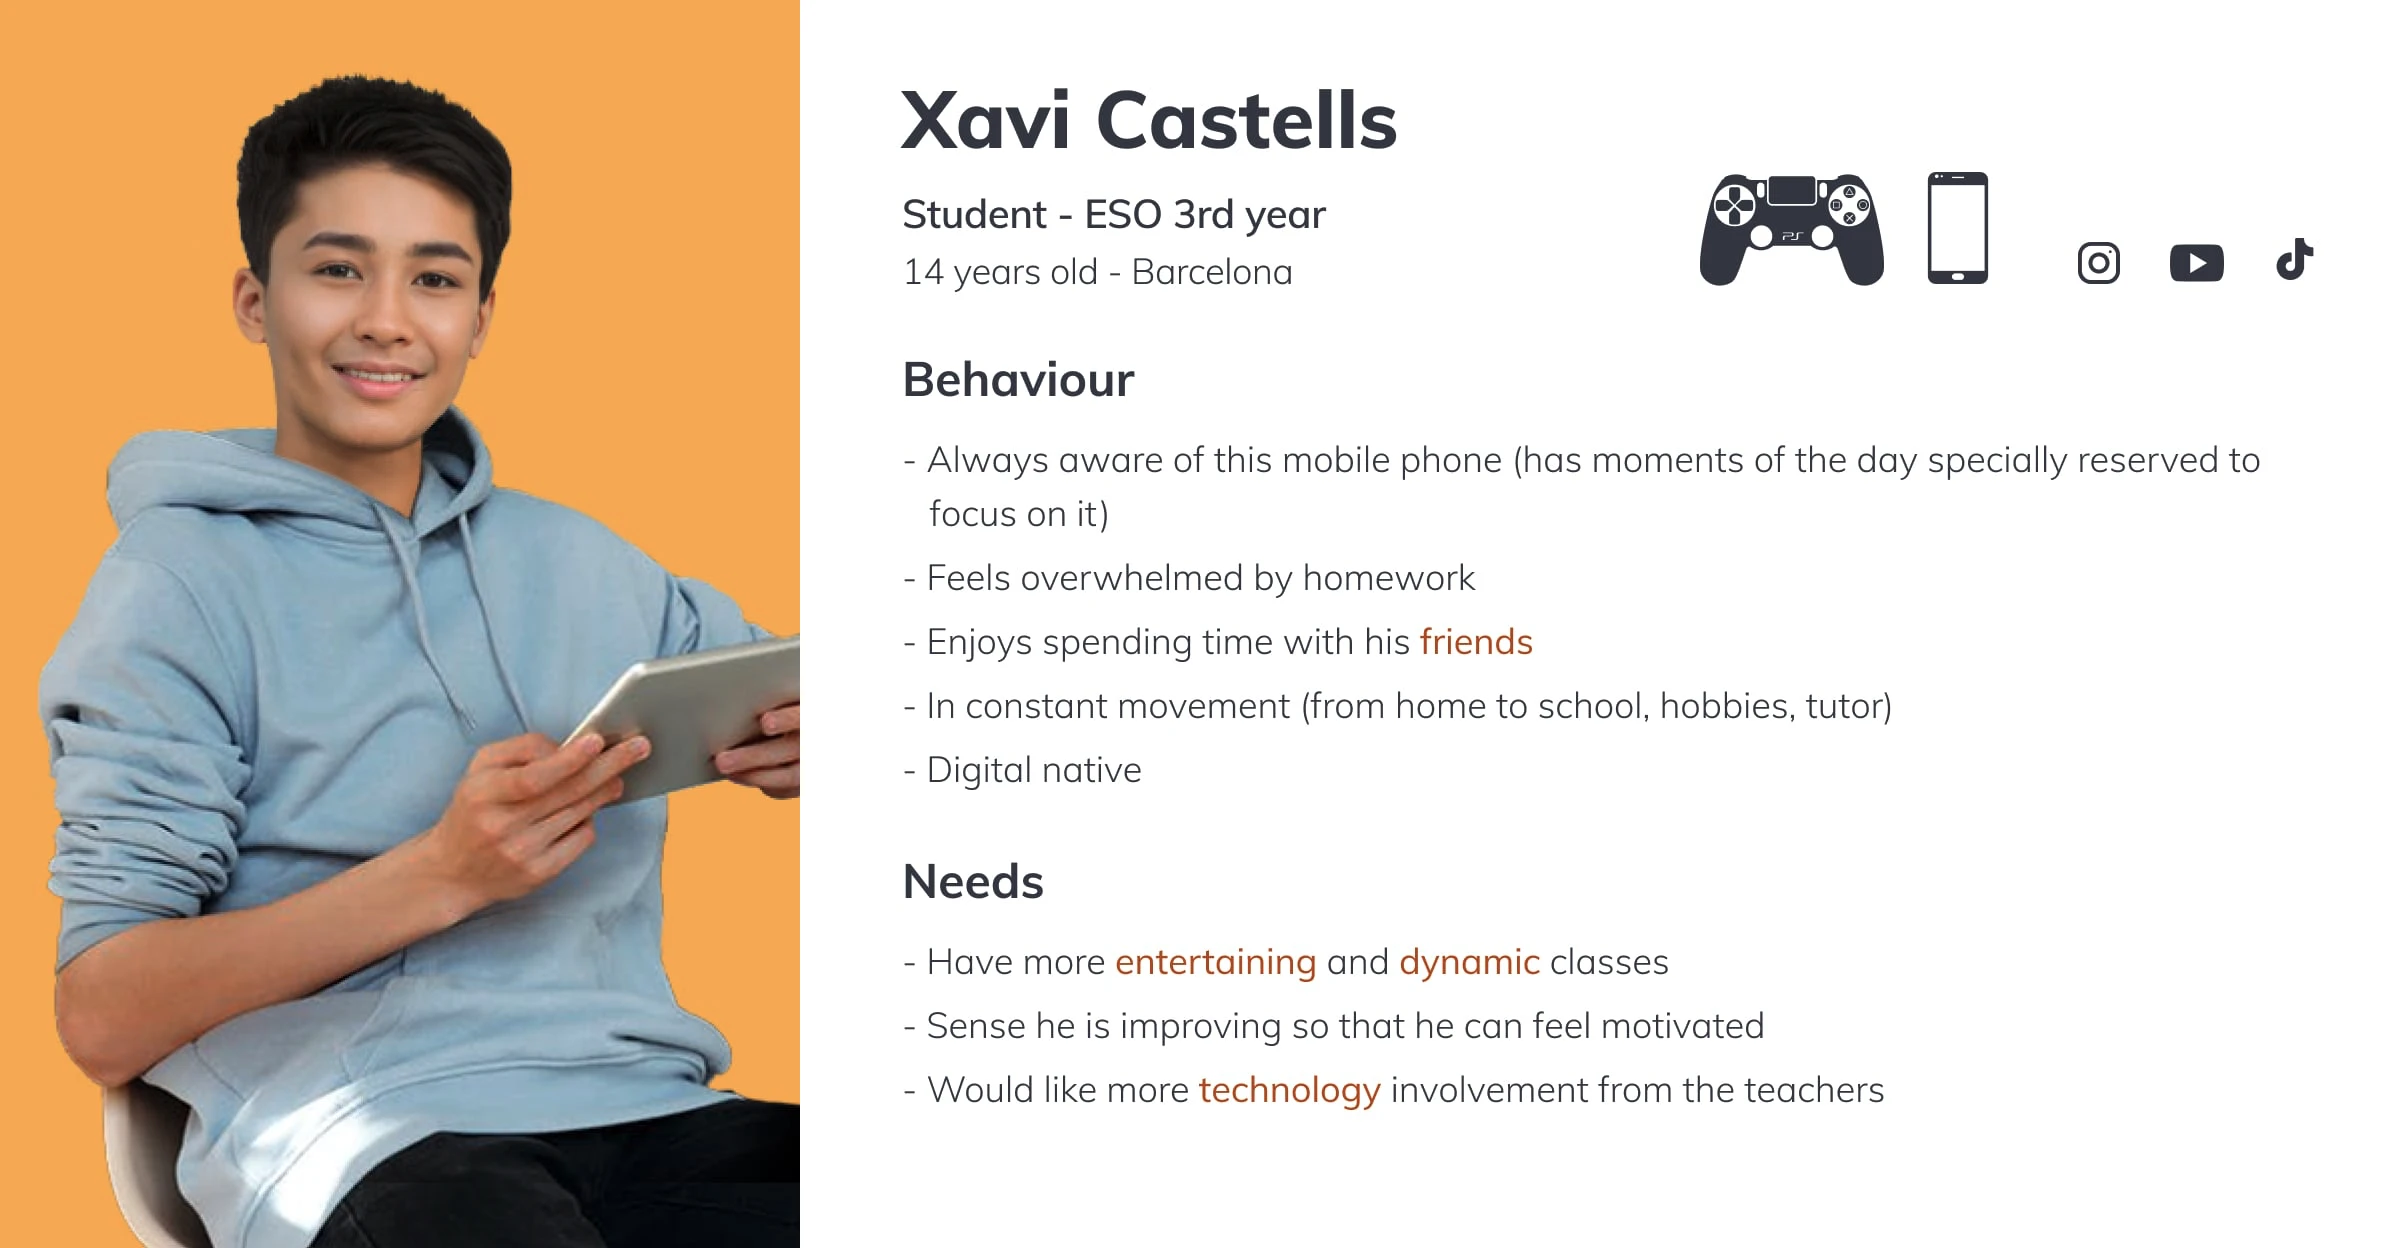 Xavi Castells
Student - ESO 3rd year
14 years old - Barcelona
PS
Behaviour
- Always aware of this mobile phone (has moments of the day specially reserved to
focus on it)
- Feels overwhelmed by homework
- Enjoys spending time with his friends
- In constant movement (from home to school, hobbies, tutor)
- Digital native
Needs
- Have more entertaining and dynamic classes
- Sense he is improving so that he can feel motivated
- Would like more technology involvement from the teachers